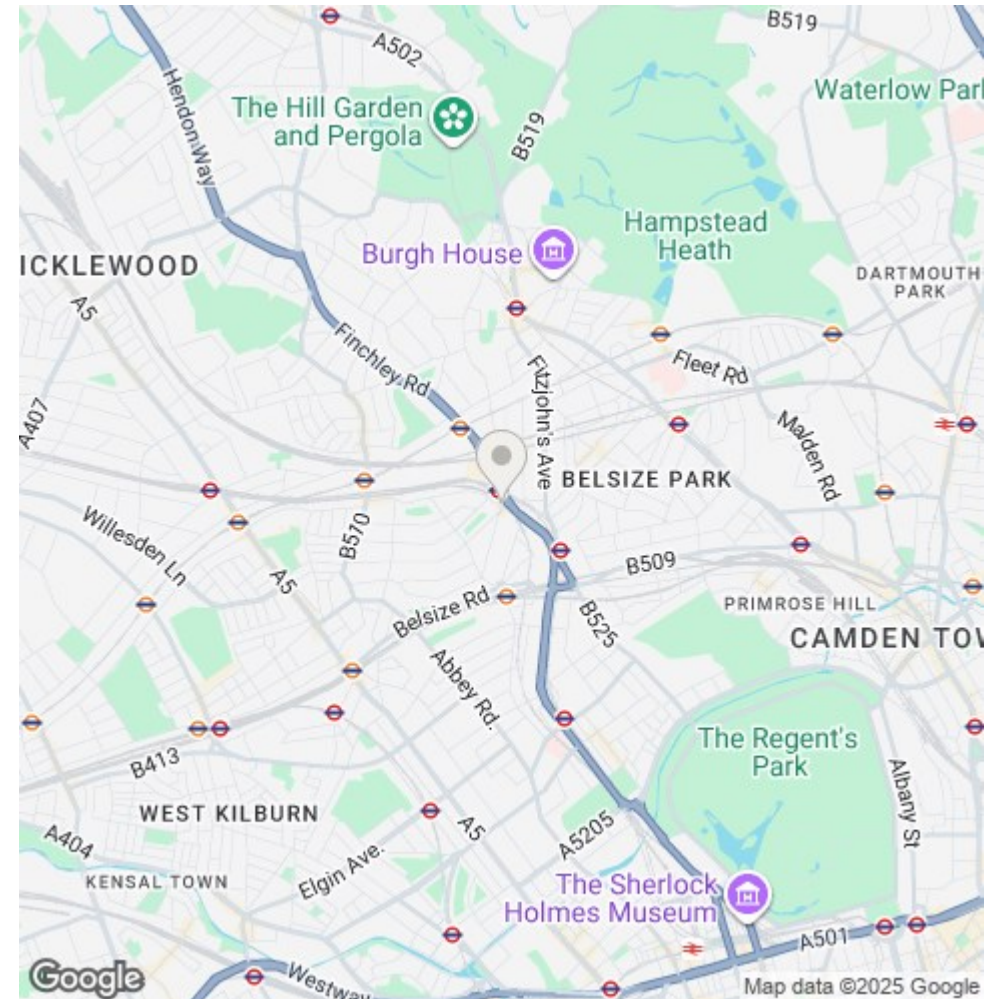 B519
A502
Waterlow Parl
The Hill Garden
and Pergola
Hendon Way
B519
Hampstead
Heath
Burgh House
ICKLEWOOD
DARTMOUTH
PARK
A5
Finchley Rd
Fleet Rd
Fitzjohn's Ave
A407
Malden Rd
BELSIZE PARK
Willesden Ln
B510
B509
A5
Belsize Rd
B525
PRIMROSE HILL
CAMDEN TOW
Abbey Rd.
The Regent's
Park
B413
Albany St
WEST KILBURN
A5
A5205
A404
Elgin Ave.
KENSAL TOWN
The Sherlock
Holmes Museum
A501
Westway
Google
Map data ©2025 Google